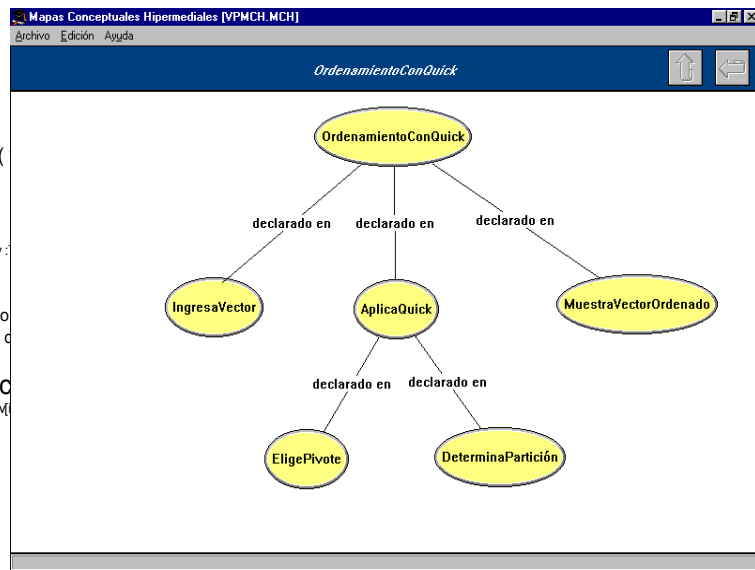 Mapas Conceptuales Hipermediales [VPMCH.MCH]
Archivo Edición Ayuda
OrdenamientoConQuick
OrdenamientoConQuick
declarado en declarado en declarado en
IngresaVector AplicaQuick MuestraVectorOrdenado
declarado en declarado en
EligePivote DeterminaPartición